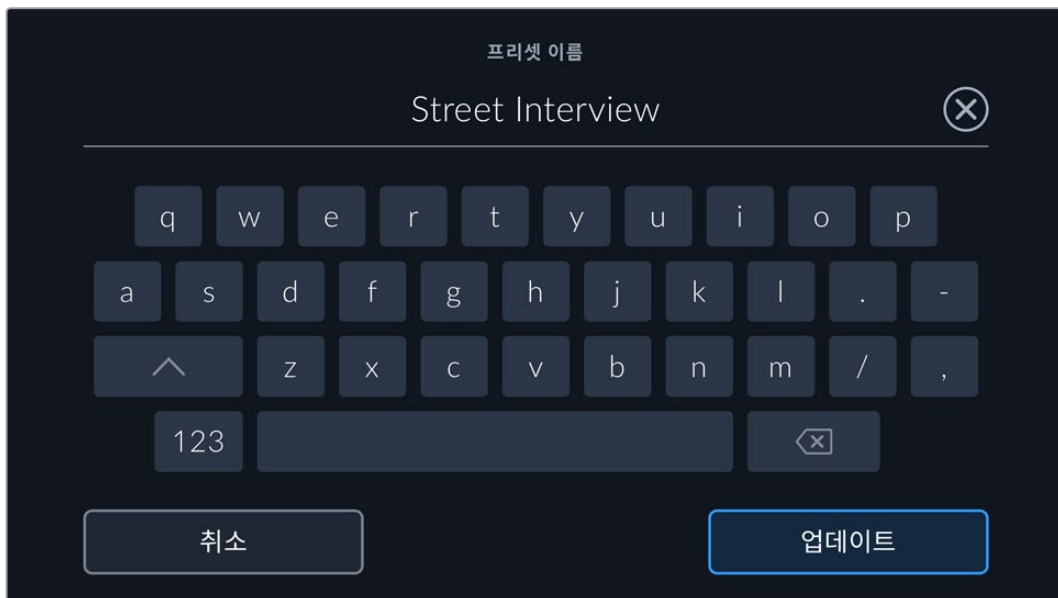 프리셋 이름
Street Interview
q w e r t y u i o p
a s d f g h j k l . -
z x c v b n m / ,
123
취소 업데이트